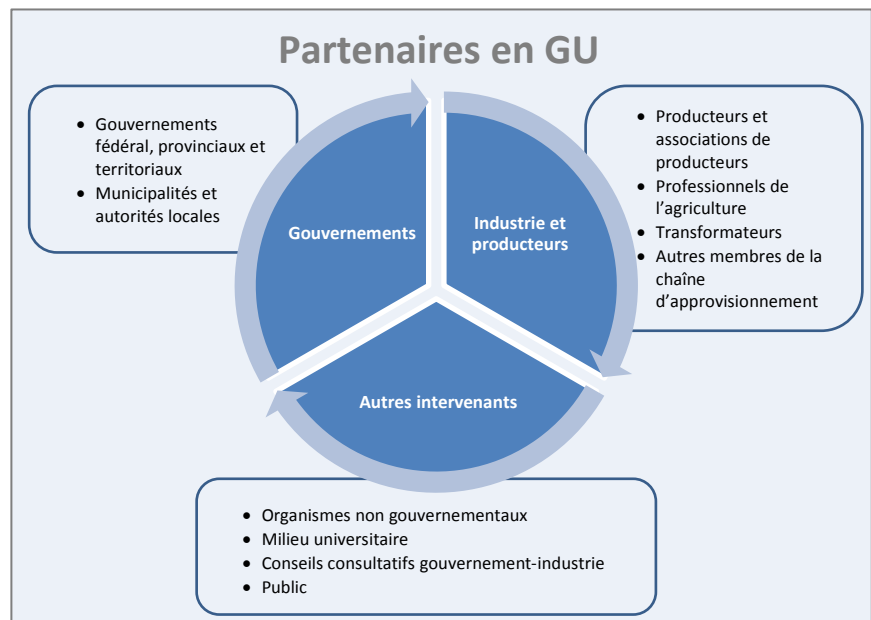 Partenaires en GU
• Gouvernements
fédéral, provinciaux et
territoriaux
• Municipalités et
autorités locales
Gouvernements
Industrie et
producteurs
• Producteurs et
associations de
producteurs
• Professionnels de
l’agriculture
• Transformateurs
• Autres membres de la
chaîne
d’approvisionnement
Autres intervenants
• Organismes non gouvernementaux
• Milieu universitaire
• Conseils consultatifs gouvernement-industrie
• Public